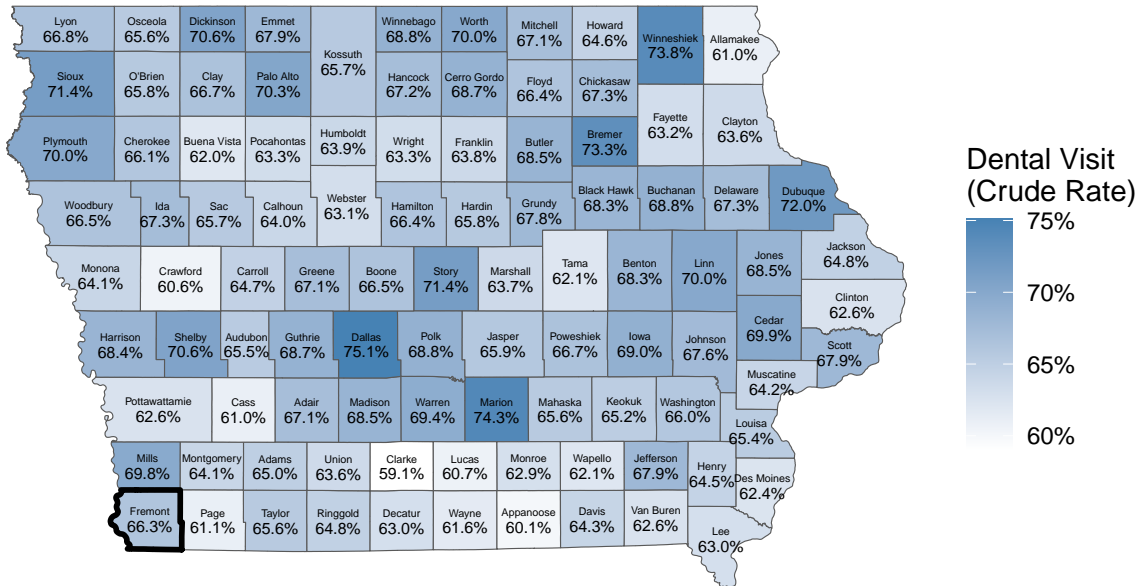 Lyon
66.8%
Osceola
65.6%
Dickinson
70.6%
Emmet
67.9%
Kossuth
65.7%
Winnebago
68.8%
Worth
70.0%
Mitchell
67.1%
Howard
64.6%
Winneshiek
73.8%
Allamakee
61.0%
Sioux
71.4%
O'Brien
65.8%
Clay
66.7%
Palo Alto
70.3%
Hancock
67.2%
Cerro Gordo
68.7%
Floyd
66.4%
Chickasaw
67.3%
Fayette
63.2%
Clayton
63.6%
Plymouth
70.0%
Cherokee
66.1%
Buena Vista
62.0%
Pocahontas
63.3%
Humboldt
63.9%
Wright
63.3%
Franklin
63.8%
Butler
68.5%
Bremer
73.3%
Woodbury
66.5%
Ida
67.3%
Sac
65.7%
Calhoun
64.0%
Webster
63.1%
Hamilton
66.4%
Hardin
65.8%
Grundy
67.8%
Black Hawk
68.3%
Buchanan
68.8%
Delaware
67.3%
Dubuque
72.0%
Monona
64.1%
Crawford
60.6%
Carroll
64.7%
Greene
67.1%
Boone
66.5%
Story
71.4%
Marshall
63.7%
Tama
62.1%
Benton
68.3%
Linn
70.0%
Jones
68.5%
Jackson
64.8%
Clinton
62.6%
Harrison
68.4%
Shelby
70.6%
Audubon
65.5%
Guthrie
68.7%
Dallas
75.1%
Polk
68.8%
Jasper
65.9%
Poweshiek
66.7%
Iowa
69.0%
Johnson
67.6%
Cedar
69.9%
Scott
67.9%
Muscatine
64.2%
Pottawattamie
62.6%
Cass
61.0%
Adair
67.1%
Madison
68.5%
Warren
69.4%
Marion
74.3%
Mahaska
65.6%
Keokuk
65.2%
Washington
66.0%
Louisa
65.4%
Mills
69.8%
Montgomery
64.1%
Adams
65.0%
Union
63.6%
Clarke
59.1%
Lucas
60.7%
Monroe
62.9%
Wapello
62.1%
Jefferson
67.9%
Henry
64.5%
Des Moines
62.4%
Fremont
66.3%
Page
61.1%
Taylor
65.6%
Ringgold
64.8%
Decatur
63.0%
Wayne
61.6%
Appanoose
60.1%
Davis
64.3%
Van Buren
62.6%
Lee
63.0%
Dental Visit
(Crude Rate)
75%
70%
65%
60%